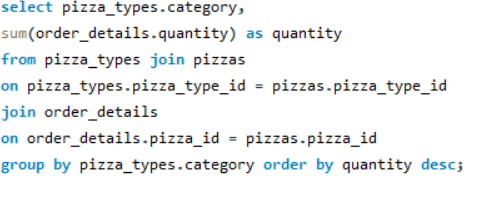 select pizza_types.category,
sum(order_details.quantity) as quantity
from pizza_types join pizzas
on pizza_types.pizza_type_id = pizzas.pizza_type_id
join order_details
on order_details.pizza_id = pizzas.pizza_id
group by pizza_types.category order by quantity desc;